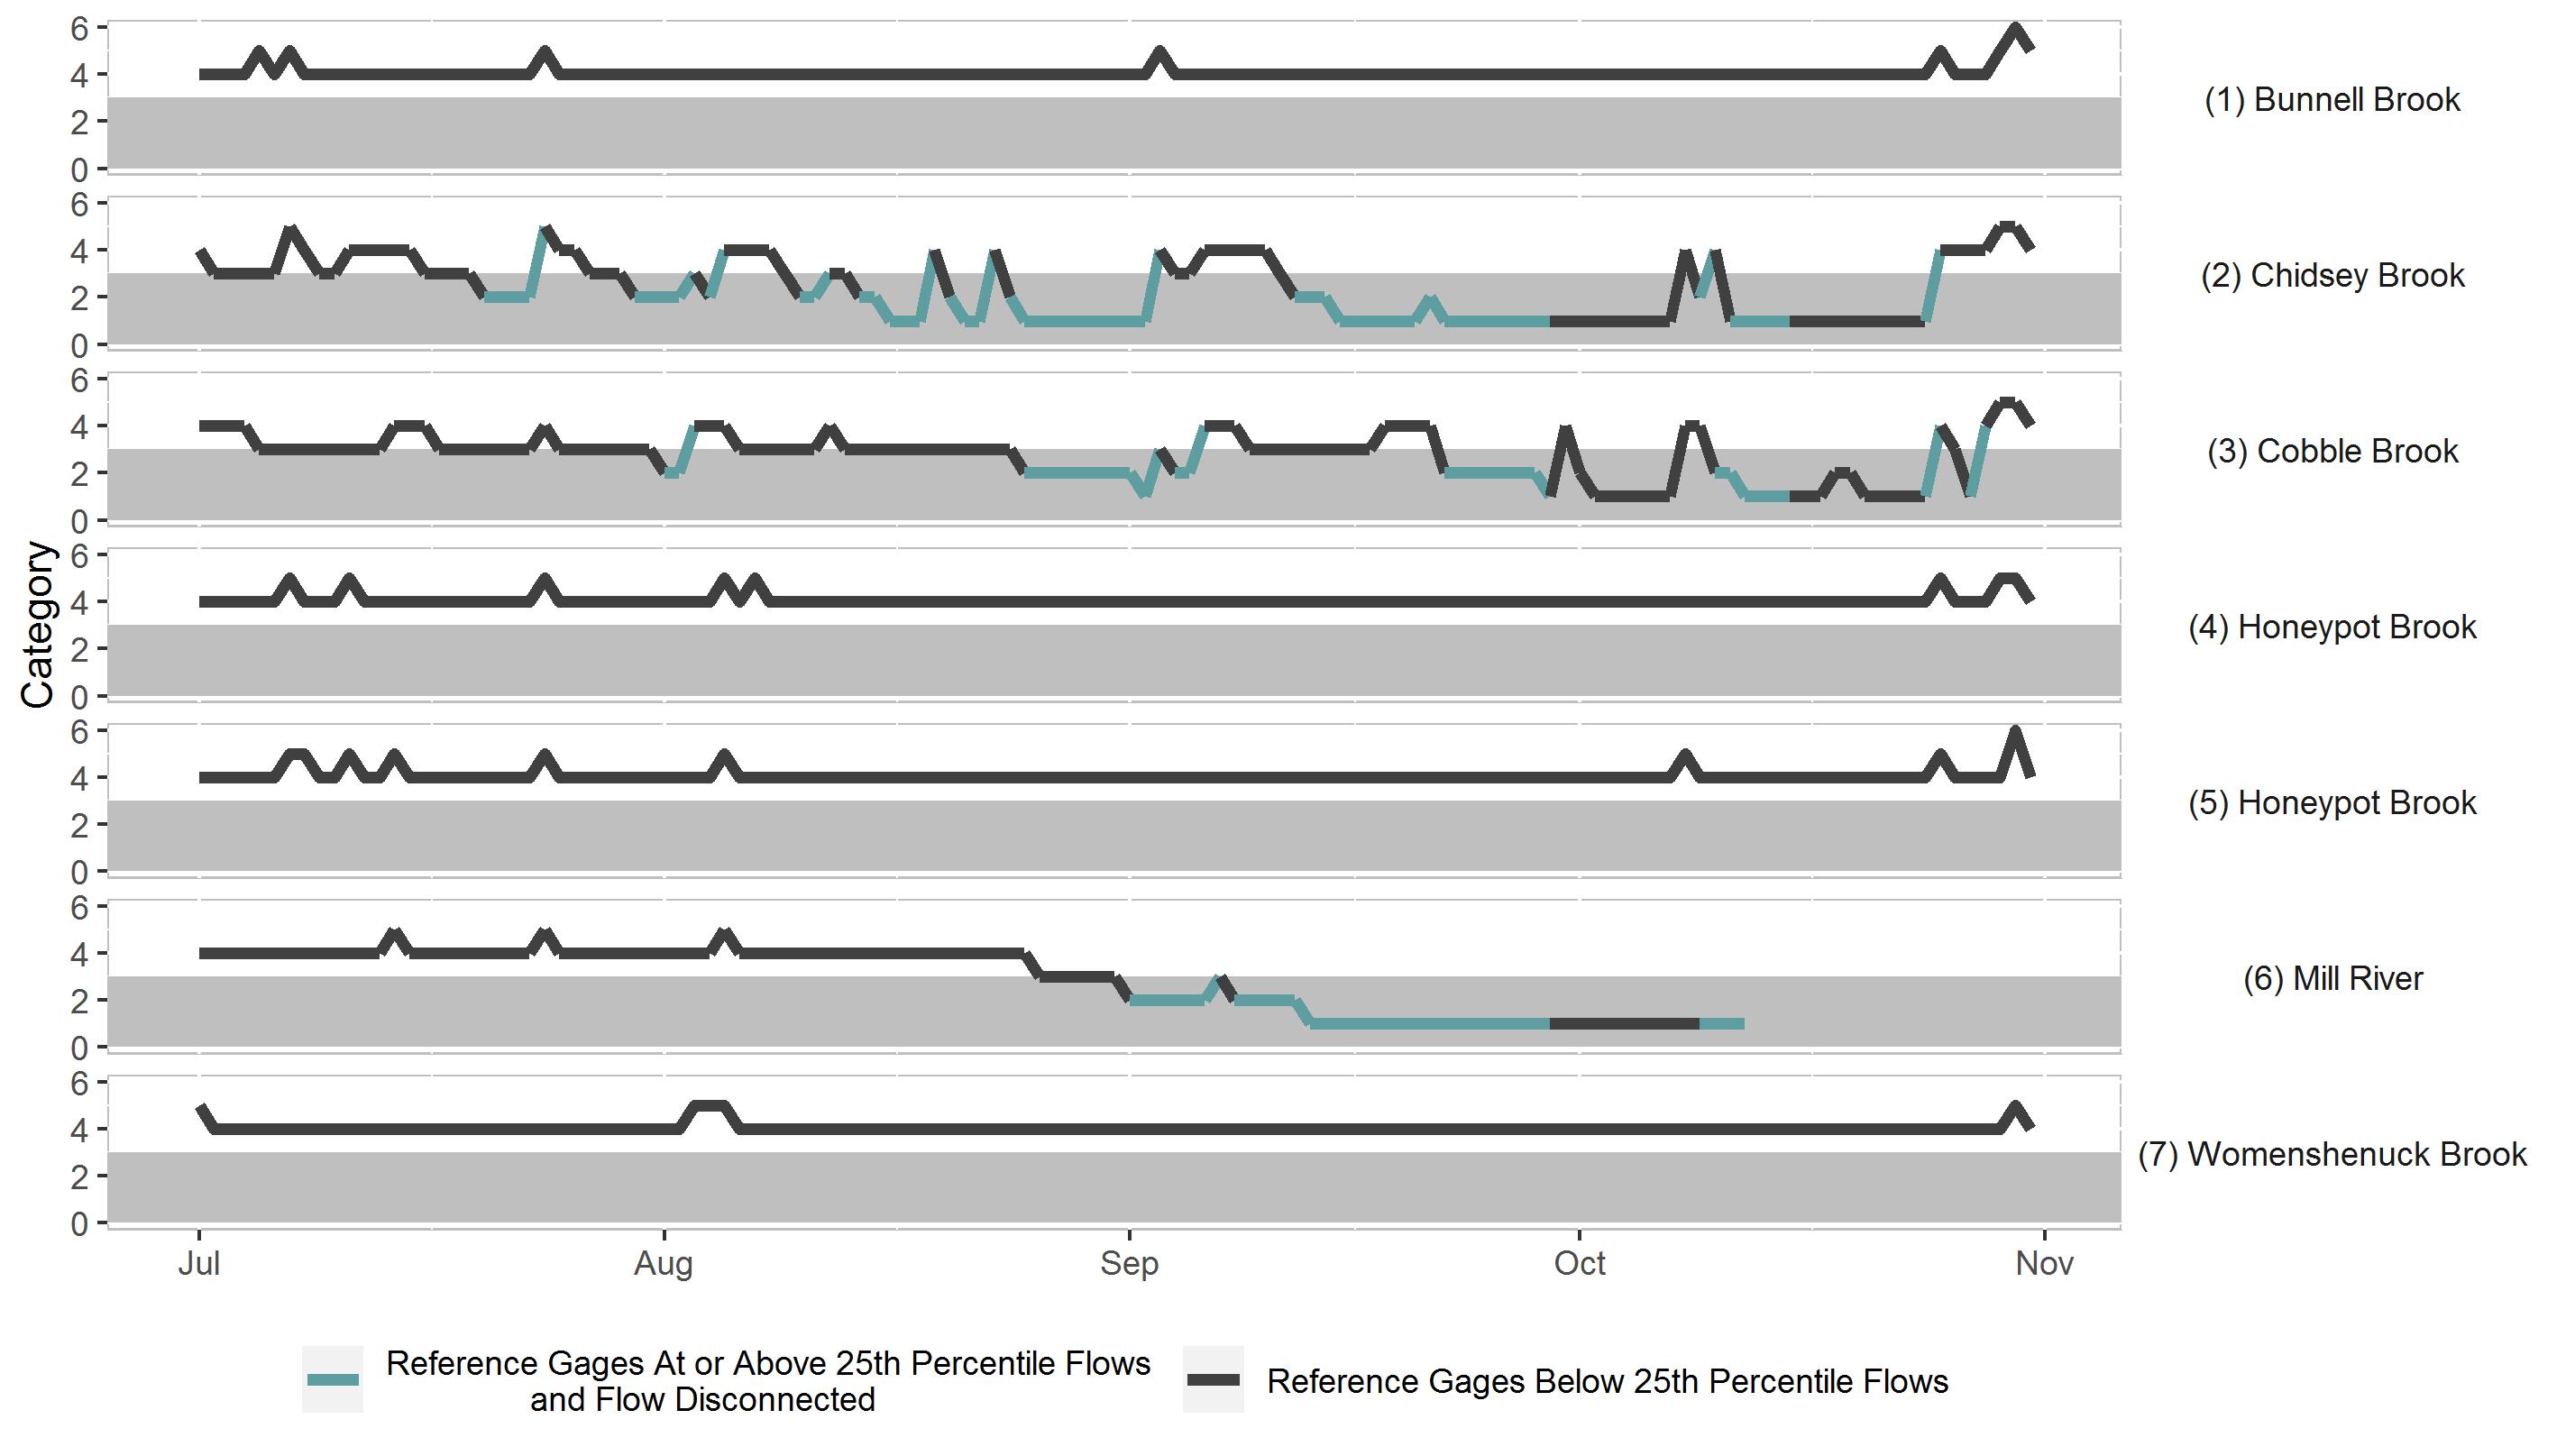 6
4
2
0
(1) Bunnell Brook
6
4
2
0
(2) Chidsey Brook
6
4
2
0
(3) Cobble Brook
Category
6
4
2
0
(4) Honeypot Brook
6
4
2
0
(5) Honeypot Brook
6
4
2
0
(6) Mill River
6
4
2
0
(7) Womenshenuck Brook
Jul Aug Sep Oct Nov
Reference Gages At or Above 25th Percentile Flows
and Flow Disconnected
Reference Gages Below 25th Percentile Flows